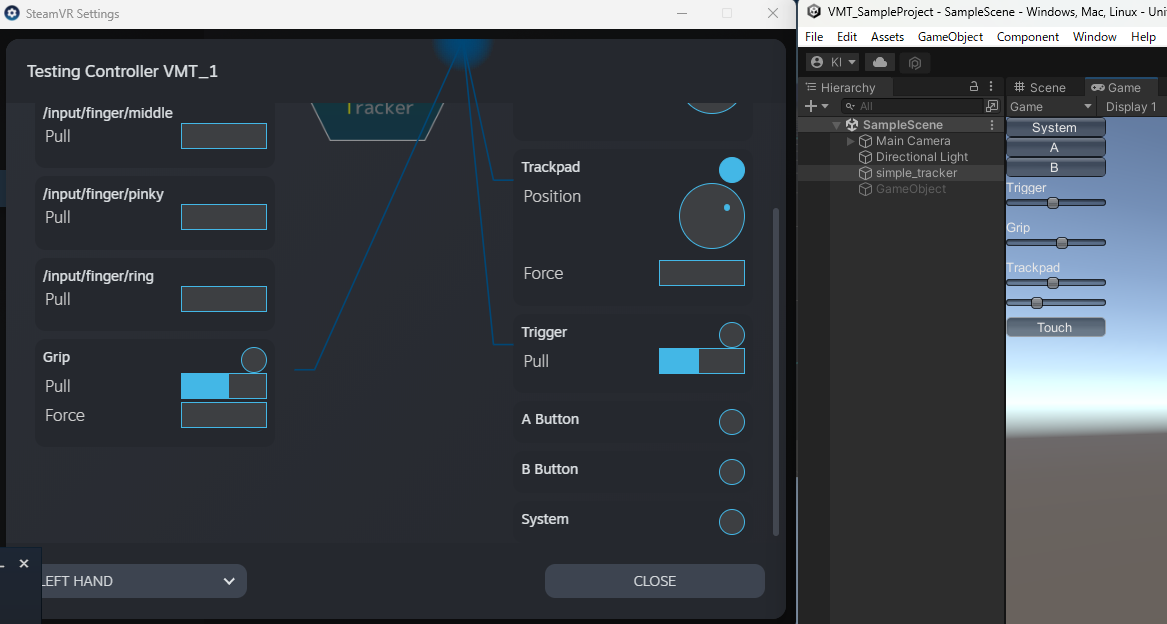 SteamVR Settings
Testing Controller VMT_1
/input/finger/middle
Pull
/input/finger/pinky
Pull
/input/finger/ring
Pull
Grip
Pull
Force
Tracker
Trackpad
Position
Force
Trigger
Pull
A Button
B Button
System
LEFT HAND
CLOSE
VMT_SampleProject - SampleScene - Windows, Mac, Linux - Uni
File Edit Assets GameObject Component Window Help
KI
Hierarchy
All
SampleScene
Main Camera
Directional Light
simple_tracker
GameObject
Scene Game
Game Display 1
System
A
B
Trigger
Grip
Trackpad
Touch